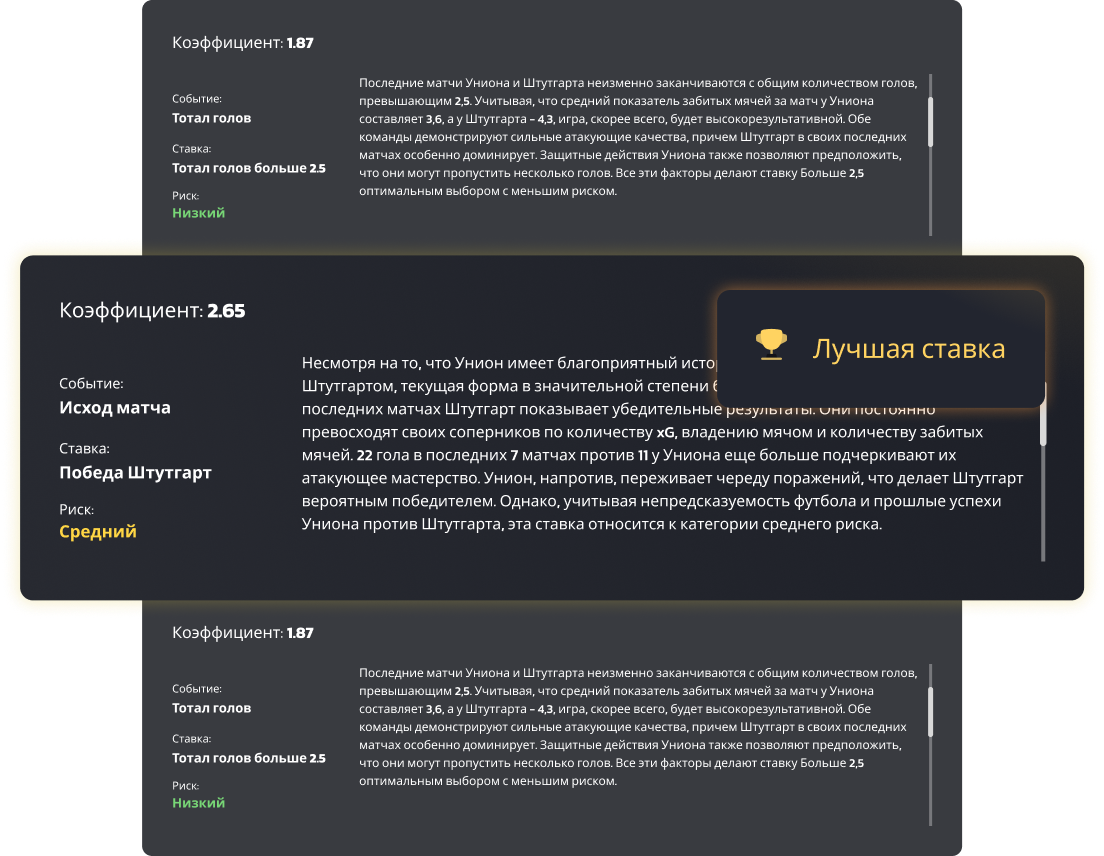 Коэффициент: 1.87
Событие:
Тотал голов
Ставка:
Тотал голов больше 2.5
Риск:
Низкий
Последние матчи Униона и Штутгарта неизменно заканчиваются с общим количеством голов,
превышающим 2,5. Учитывая, что средний показатель забитых мячей за матч у Униона
составляет 3,6, а у Штутгарта – 4,3, игра, скорее всего, будет высокорезультативной. Обе
команды демонстрируют сильные атакующие качества, причем Штутгарт в своих последних
матчах особенно доминирует. Защитные действия Униона также позволяют предположить,
что они могут пропустить несколько голов. Все эти факторы делают ставку Больше 2,5
оптимальным выбором с меньшим риском.
Коэффициент: 2.65
Лучшая ставка
Событие:
Исход матча
Ставка:
Победа Штутгарт
Риск:
Средний
Несмотря на то, что Унион имеет благоприятный
Штутгартом, текущая форма в значительной степени
последних матчах Штутгарт показывает убедительные результаты. Они постоянно
превосходят своих соперников по количеству xG, владению мячом и количеству забитых
мячей. 22 гола в последних 7 матчах против 11 у Униона еще больше подчеркивают их
атакующее мастерство. Унион, напротив, переживает череду поражений, что делает Штутгарт
вероятным победителем. Однако, учитывая непредсказуемость футбола и прошлые успехи
Униона против Штутгарта, эта ставка относится к категории среднего риска.
Коэффициент: 1.87
Событие:
Тотал голов
Ставка:
Тотал голов больше 2.5
Риск:
Низкий
Последние матчи Униона и Штутгарта неизменно заканчиваются с общим количеством голов,
превышающим 2,5. Учитывая, что средний показатель забитых мячей за матч у Униона
составляет 3,6, а у Штутгарта – 4,3, игра, скорее всего, будет высокорезультативной. Обе
команды демонстрируют сильные атакующие качества, причем Штутгарт в своих последних
матчах особенно доминирует. Защитные действия Униона также позволяют предположить,
что они могут пропустить несколько голов. Все эти факторы делают ставку Больше 2,5
оптимальным выбором с меньшим риском.